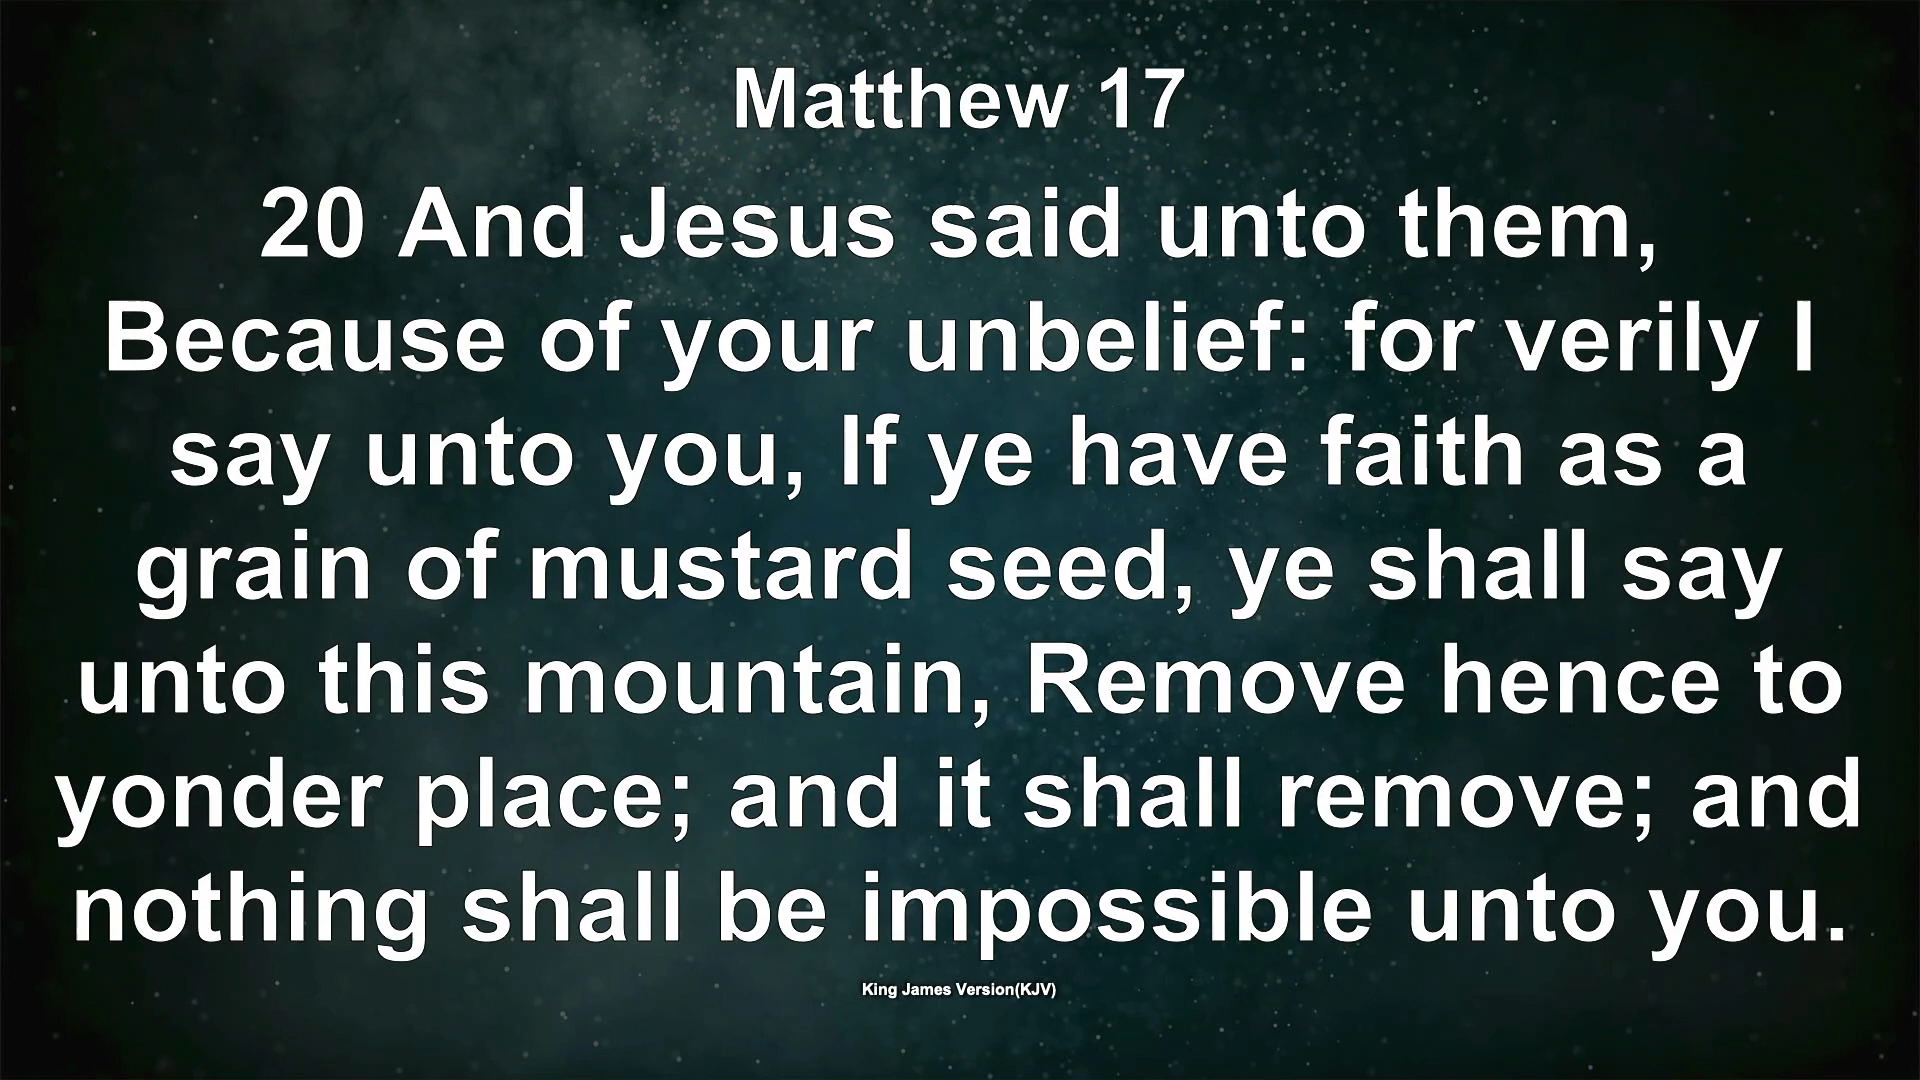 Matthew 17
20 And Jesus said unto them,
Because of your unbelief: for verily I
say unto you, If ye have faith as a
grain of mustard seed, ye shall say
unto this mountain, Remove hence to
yonder place; and it shall remove; and
nothing shall be impossible unto you.
King James Version(KJV)